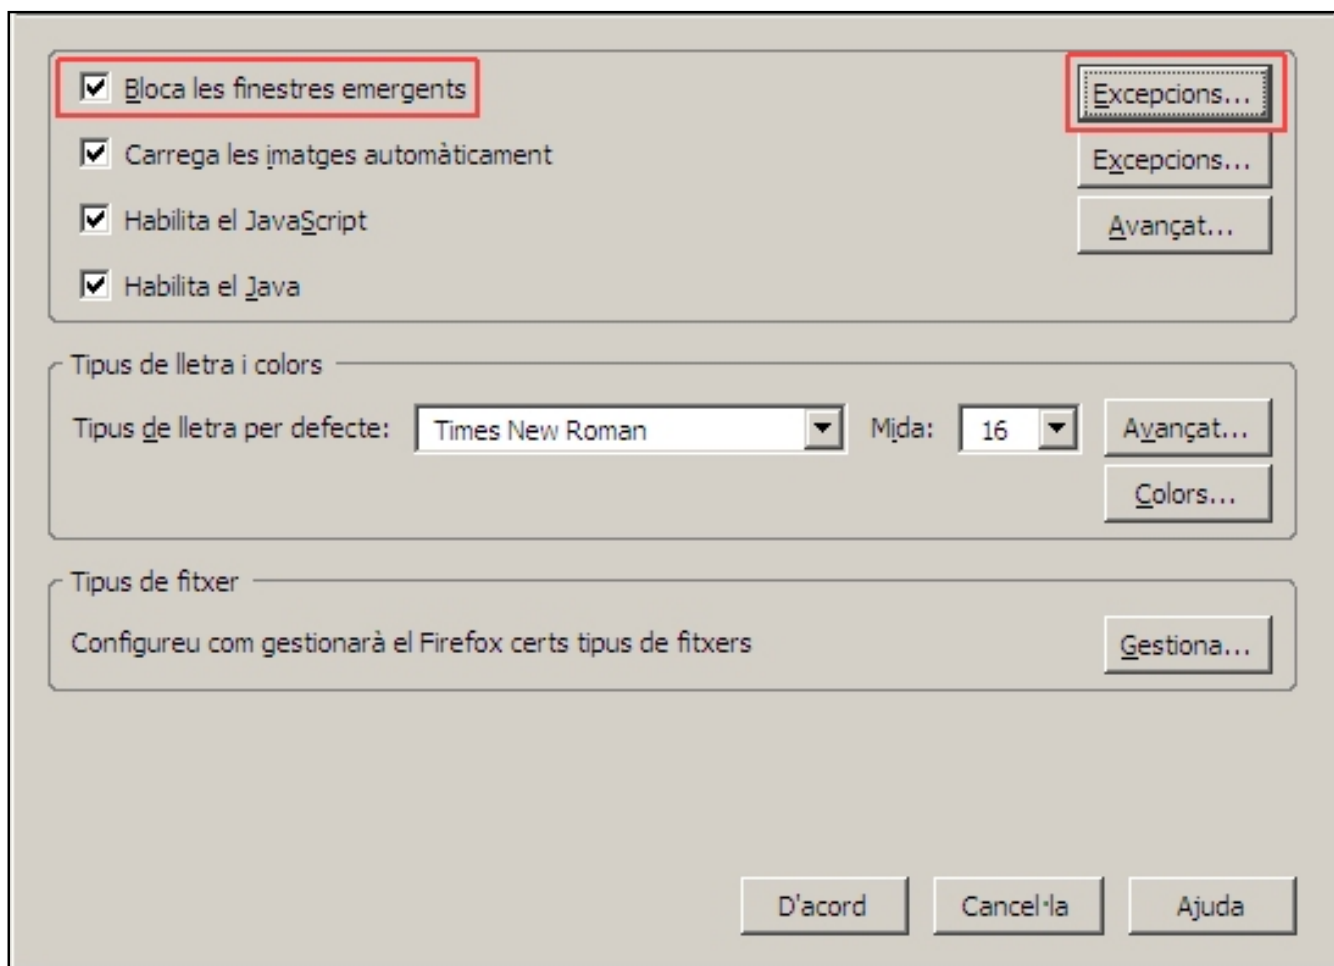 Bloca les finestres emergents Excepcions...
Carrega les imatges automàticament Excepcions...
Habilita el JavaScript Avançat...
Habilita el Java
Tipus de lletra i colors
Tipus de lletra per defecte: Times New Roman Mida: 16 Avançat...
Colors...
Tipus de fitxer
Configureu com gestionarà el Firefox certs tipus de fitxers Gestiona...
D'acord Cancel·la Ajuda